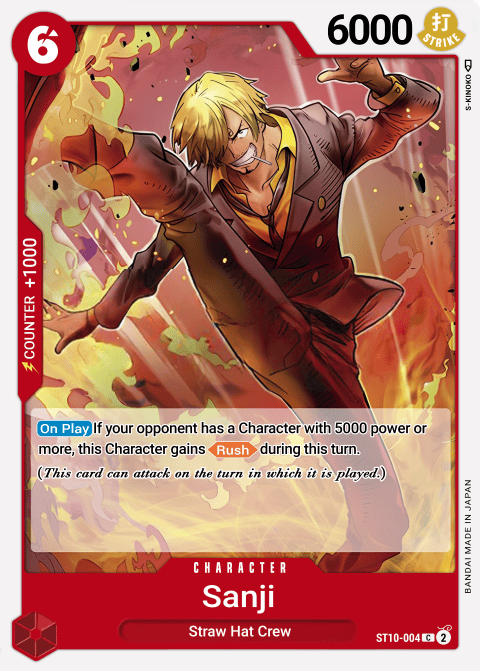 6
6000
打
STRIKE
S-KINOKO
COUNTER +1000
On Play If your opponent has a Character with 5000 power or
more, this Character gains Rush during this turn.
(This card can attack on the turn in which it is played.)
BANDAI MADE IN JAPAN
CHARACTER
Sanji
Straw Hat Crew
ST10-004 C 2